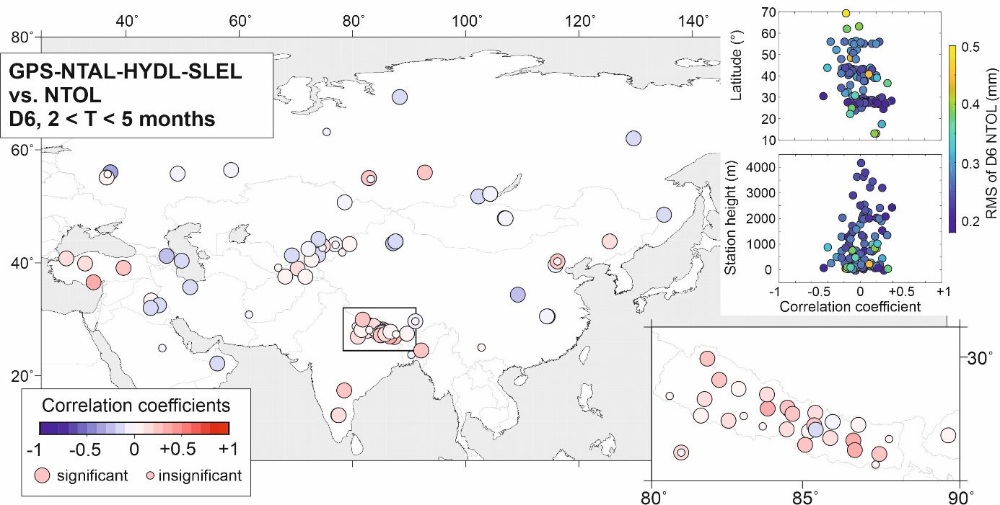 40° 60° 80° 100° 120° 140°
80°
60°
40°
20°
GPS-NTAL-HYDL-SLEL
vs. NTOL
D6, 2 < T < 5 months
Correlation coefficients
-1 -0.5 0 +0.5 +1
significant insignificant
70
60
50
40
30
20
10
Latitude (°)
4000
3000
2000
1000
0
Station height (m)
-1 -0.5 0 +0.5 +1
Correlation coefficient
0.5
0.4
0.3
0.2
RMS of D6 NTOL (mm)
30°
80° 85° 90°